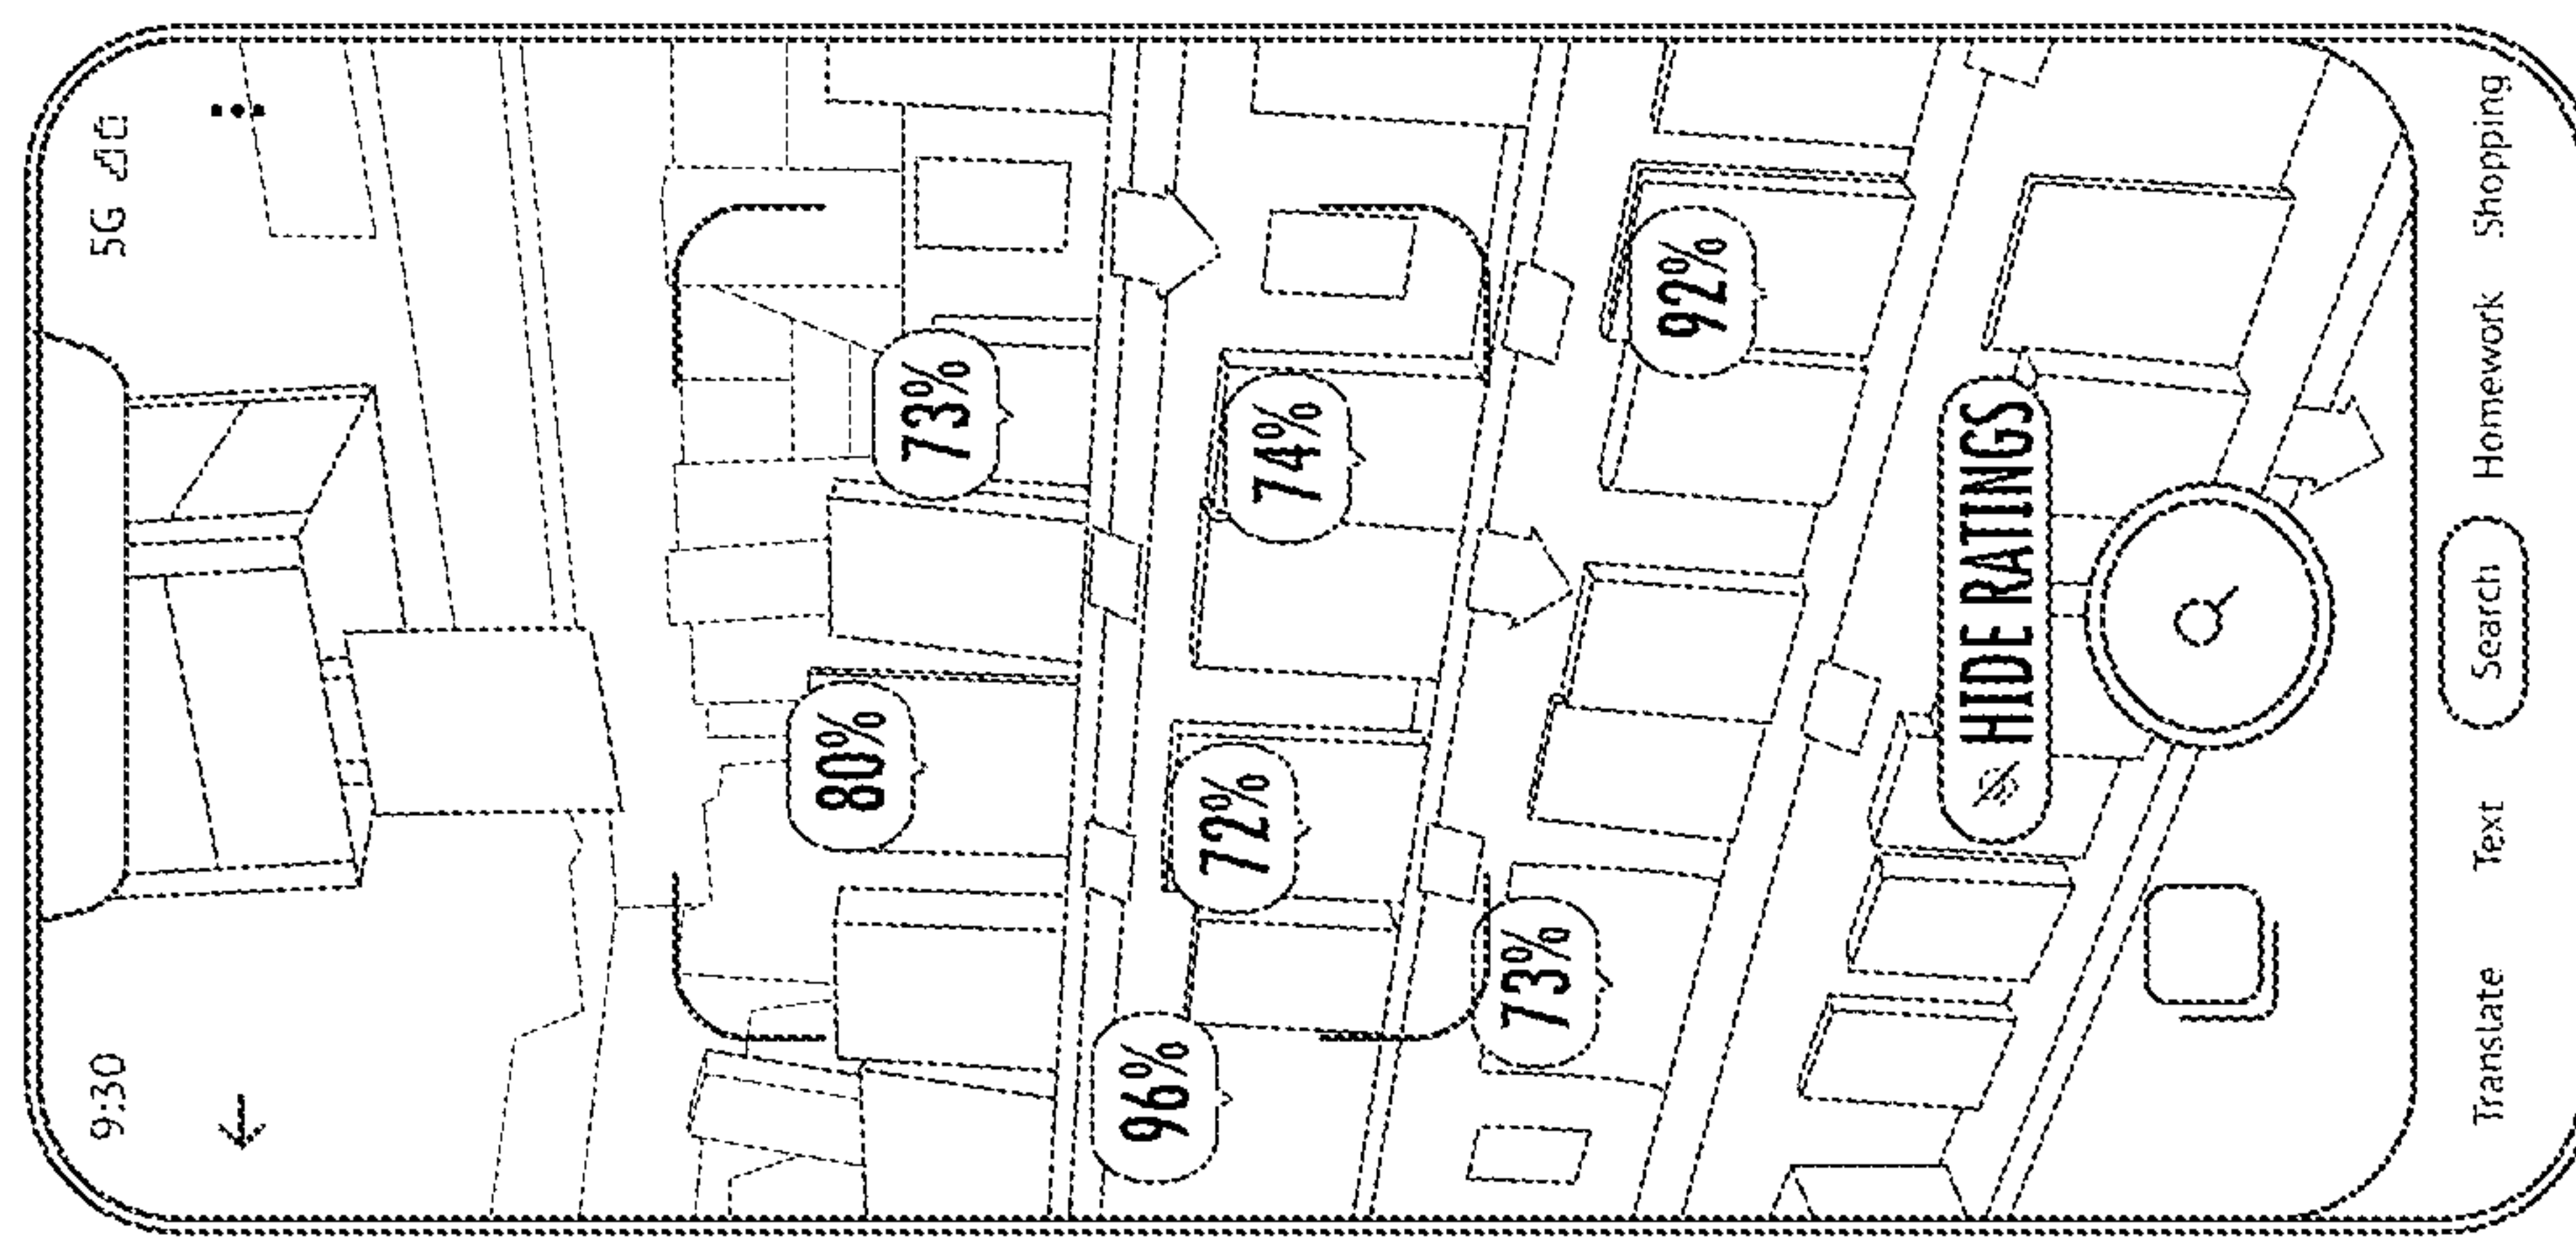 9:30 5G
73%
80%
74%
72%
96%
92%
73%
HIDE RATINGS
Translate Text Search Homework Shopping